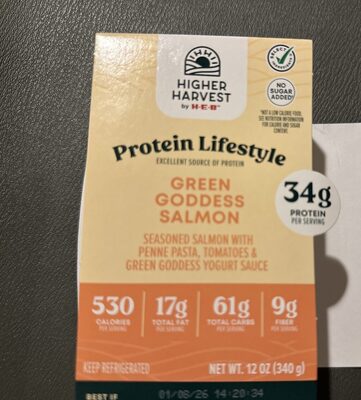 HIGHER
HARVEST
by H-E-B
SELECT
INGREDIENTS
NO
SUGAR
ADDED*
*NOT A LOW CALORIE FOOD.
SEE NUTRITION INFORMATION
FOR CALORIE AND SUGAR
CONTENT.
Protein Lifestyle
EXCELLENT SOURCE OF PROTEIN
GREEN
GODDESS
SALMON
34g
PROTEIN
PER SERVING
SEASONED SALMON WITH
PENNE PASTA, TOMATOES &
GREEN GODDESS YOGURT SAUCE
530
CALORIES
PER SERVING
17g
TOTAL FAT
PER SERVING
61g
TOTAL CARBS
PER SERVING
9g
FIBER
PER SERVING
KEEP REFRIGERATED
NET WT. 12 OZ (340 g)
BEST IF
01/08/26 14:20:34